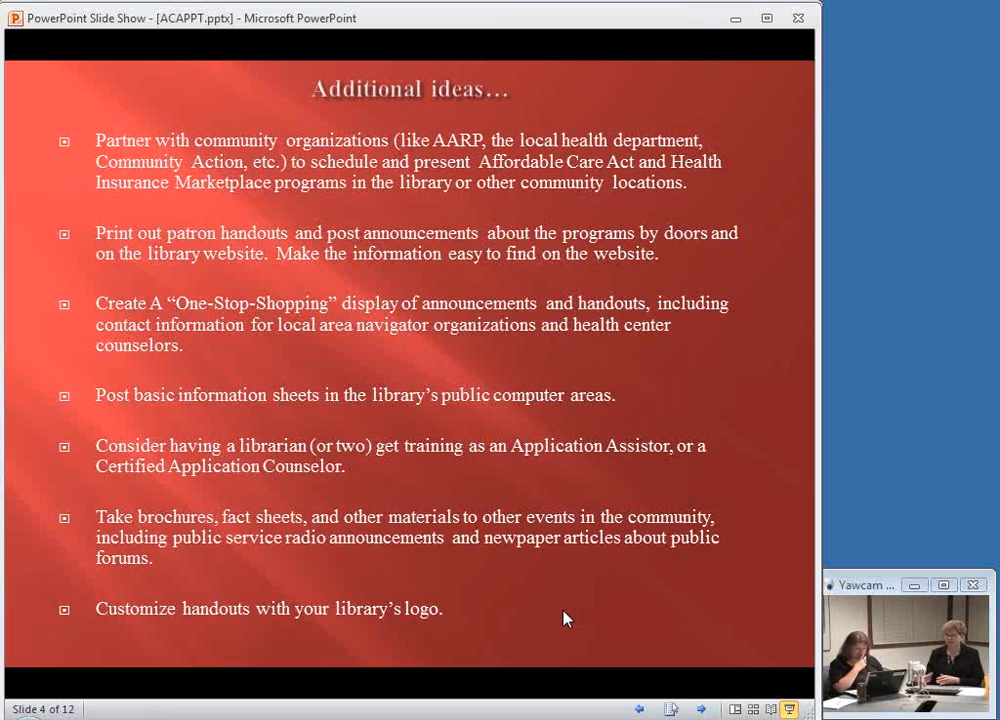 PowerPoint Slide Show - [ACAPPT.pptx] - Microsoft PowerPoint
Additional ideas...
Partner with community organizations (like AARP, the local health department,
Community Action, etc.) to schedule and present Affordable Care Act and Health
Insurance Marketplace programs in the library or other community locations.
Print out patron handouts and post announcements about the programs by doors and
on the library website. Make the information easy to find on the website.
Create A “One-Stop-Shopping” display of announcements and handouts, including
contact information for local area navigator organizations and health center
counselors.
Post basic information sheets in the library’s public computer areas.
Consider having a librarian (or two) get training as an Application Assistor, or a
Certified Application Counselor.
Take brochures, fact sheets, and other materials to other events in the community,
including public service radio announcements and newpaper articles about public
forums.
Customize handouts with your library’s logo.
Yawcam ...
Slide 4 of 12